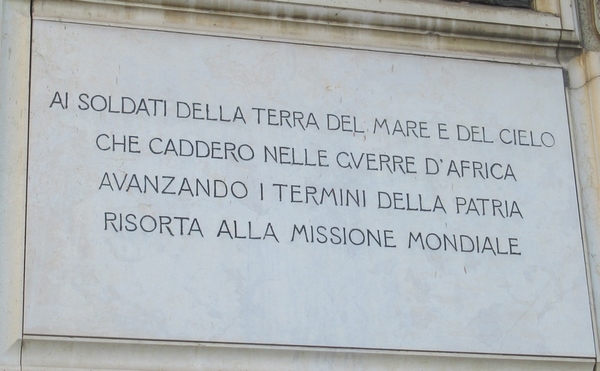 AI SOLDATI DELLA TERRA DEL MARE E DEL CIELO
CHE CADDERO NELLE GVERRE D'AFRICA
AVANZANDO I TERMINI DELLA PATRIA
RISORTA ALLA MISSIONE MONDIALE